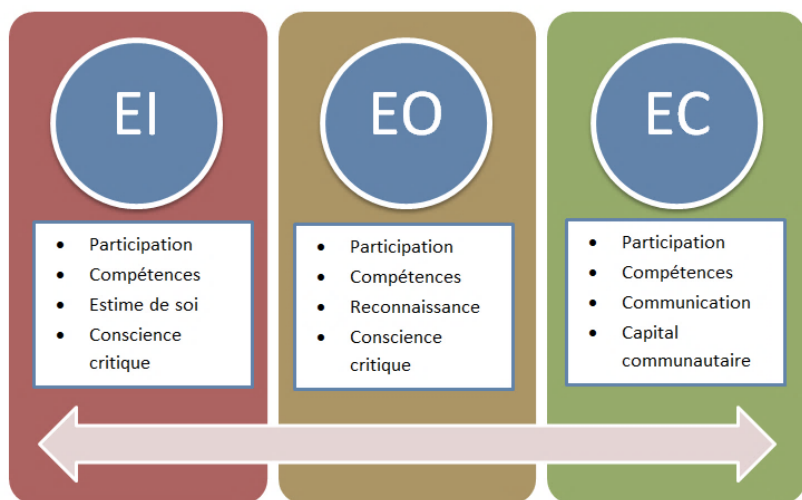 EI
• Participation
• Compétences
• Estime de soi
• Conscience
critique
EO
• Participation
• Compétences
• Reconnaissance
• Conscience
critique
EC
• Participation
• Compétences
• Communication
• Capital
communautaire